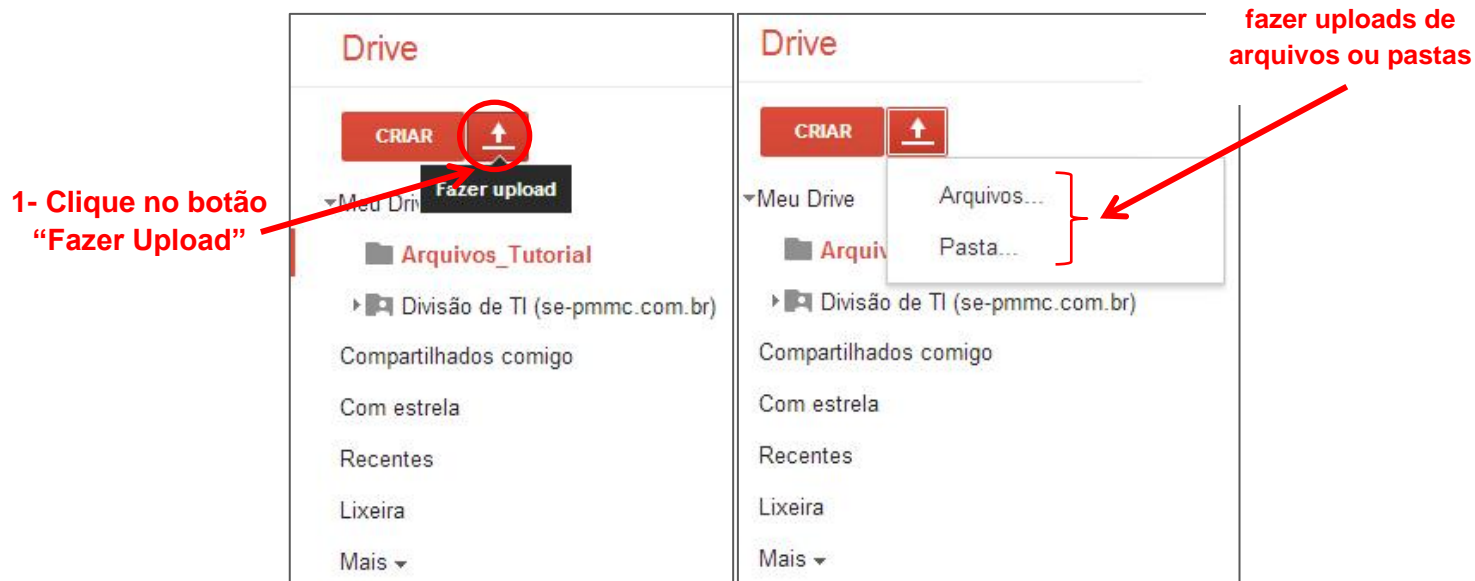 fazer uploads de
arquivos ou pastas
1- Clique no botão
“Fazer Upload”
Drive
CRIAR
Fazer upload
Meu Driv
Arquivos_Tutorial
Divisão de TI (se-pmmc.com.br)
Compartilhados comigo
Com estrela
Recentes
Lixeira
Mais
Drive
CRIAR
Meu Drive
Arquivos...
Pasta...
Arquiv
Divisão de TI (se-pmmc.com.br)
Compartilhados comigo
Com estrela
Recentes
Lixeira
Mais